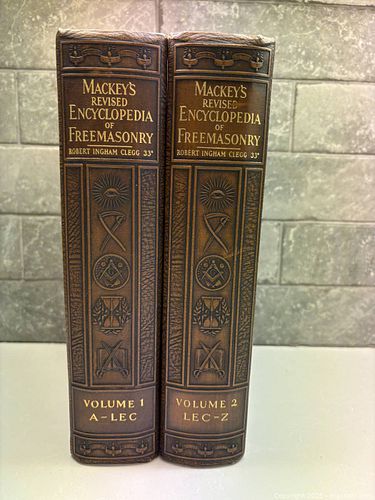 MACKEY'S
REVISED
ENCYCLOPEDIA
OF
FREEMASONRY
ROBERT INGHAM CLEGG 33°
VOLUME 1
A-LEC
MACKEY'S
REVISED
ENCYCLOPEDIA
OF
FREEMASONRY
ROBERT INGHAM CLEGG 33°
VOLUME 2
LEC-Z